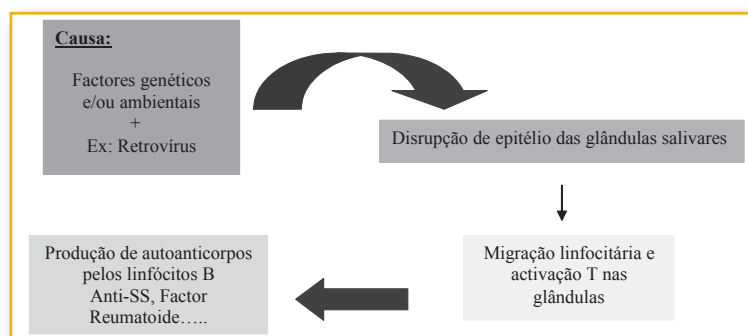 Causa:
Factores genéticos
e/ou ambientais
+
Ex: Retrovírus
Disrupção de epitélio das glândulas salivares
Migração linfocitária e
activação T nas
glândulas
Produção de autoanticorpos
pelos linfócitos B
Anti-SS, Factor
Reumatoide…..